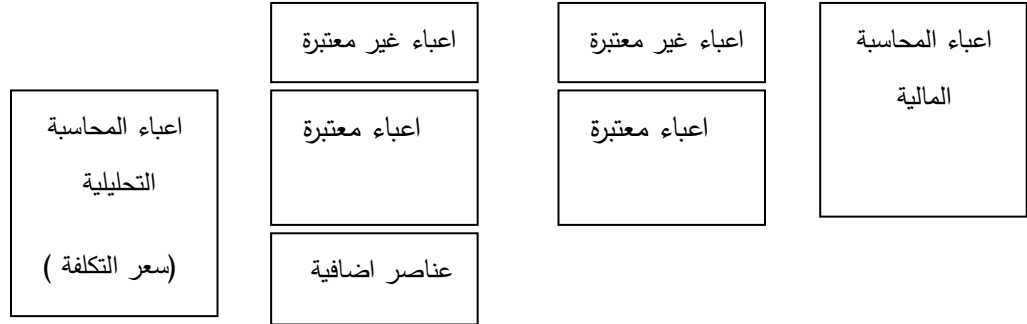 اعباء المحاسبة
المالية
اعباء غير معتبرة
اعباء معتبرة
اعباء غير معتبرة
اعباء معتبرة
عناصر اضافية
اعباء المحاسبة
التحليلية
(سعر التكلفة )